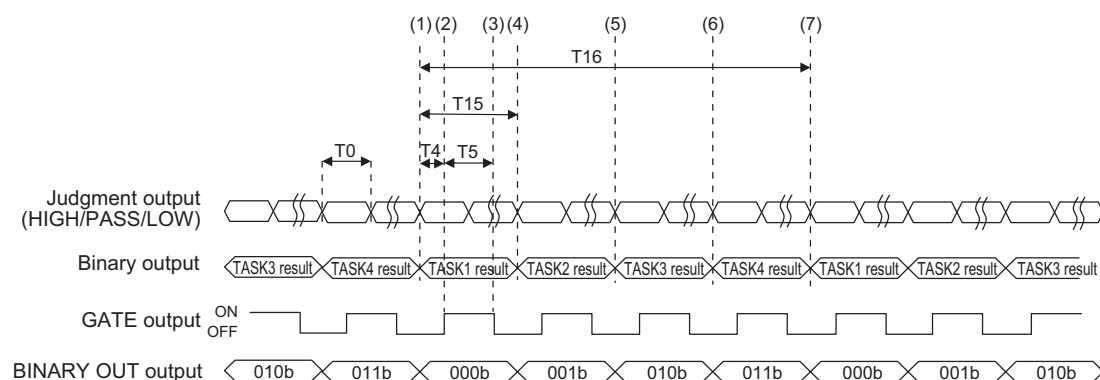 (1) (2) (3) (4) (5) (6) (7)
T16
T15
T4 T5
T0
Judgment output
(HIGH/PASS/LOW)
Binary output TASK3 result TASK4 result TASK1 result TASK2 result TASK3 result TASK4 result TASK1 result TASK2 result TASK3 result
GATE output ON
OFF
BINARY OUT output 010b 011b 000b 001b 010b 011b 000b 001b 010b